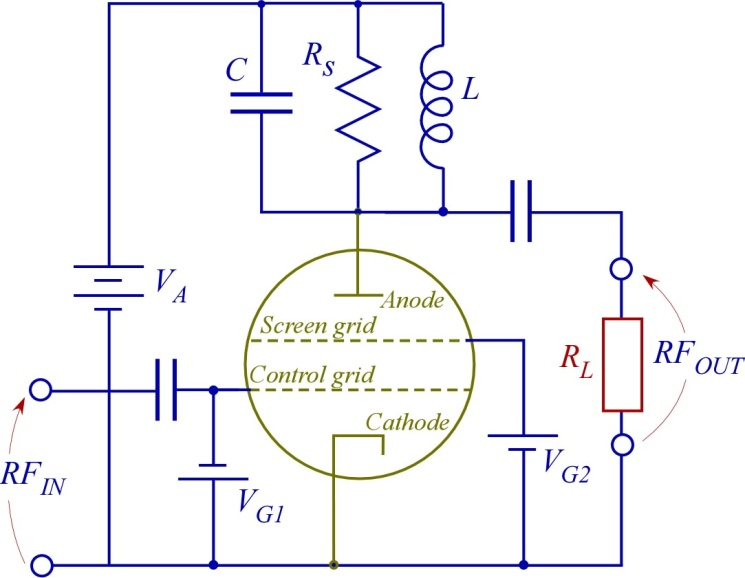 C
R_S
L
V_A
Anode
Screen grid
R_L
RF_OUT
Control grid
Cathode
RF_IN
V_G1
V_G2